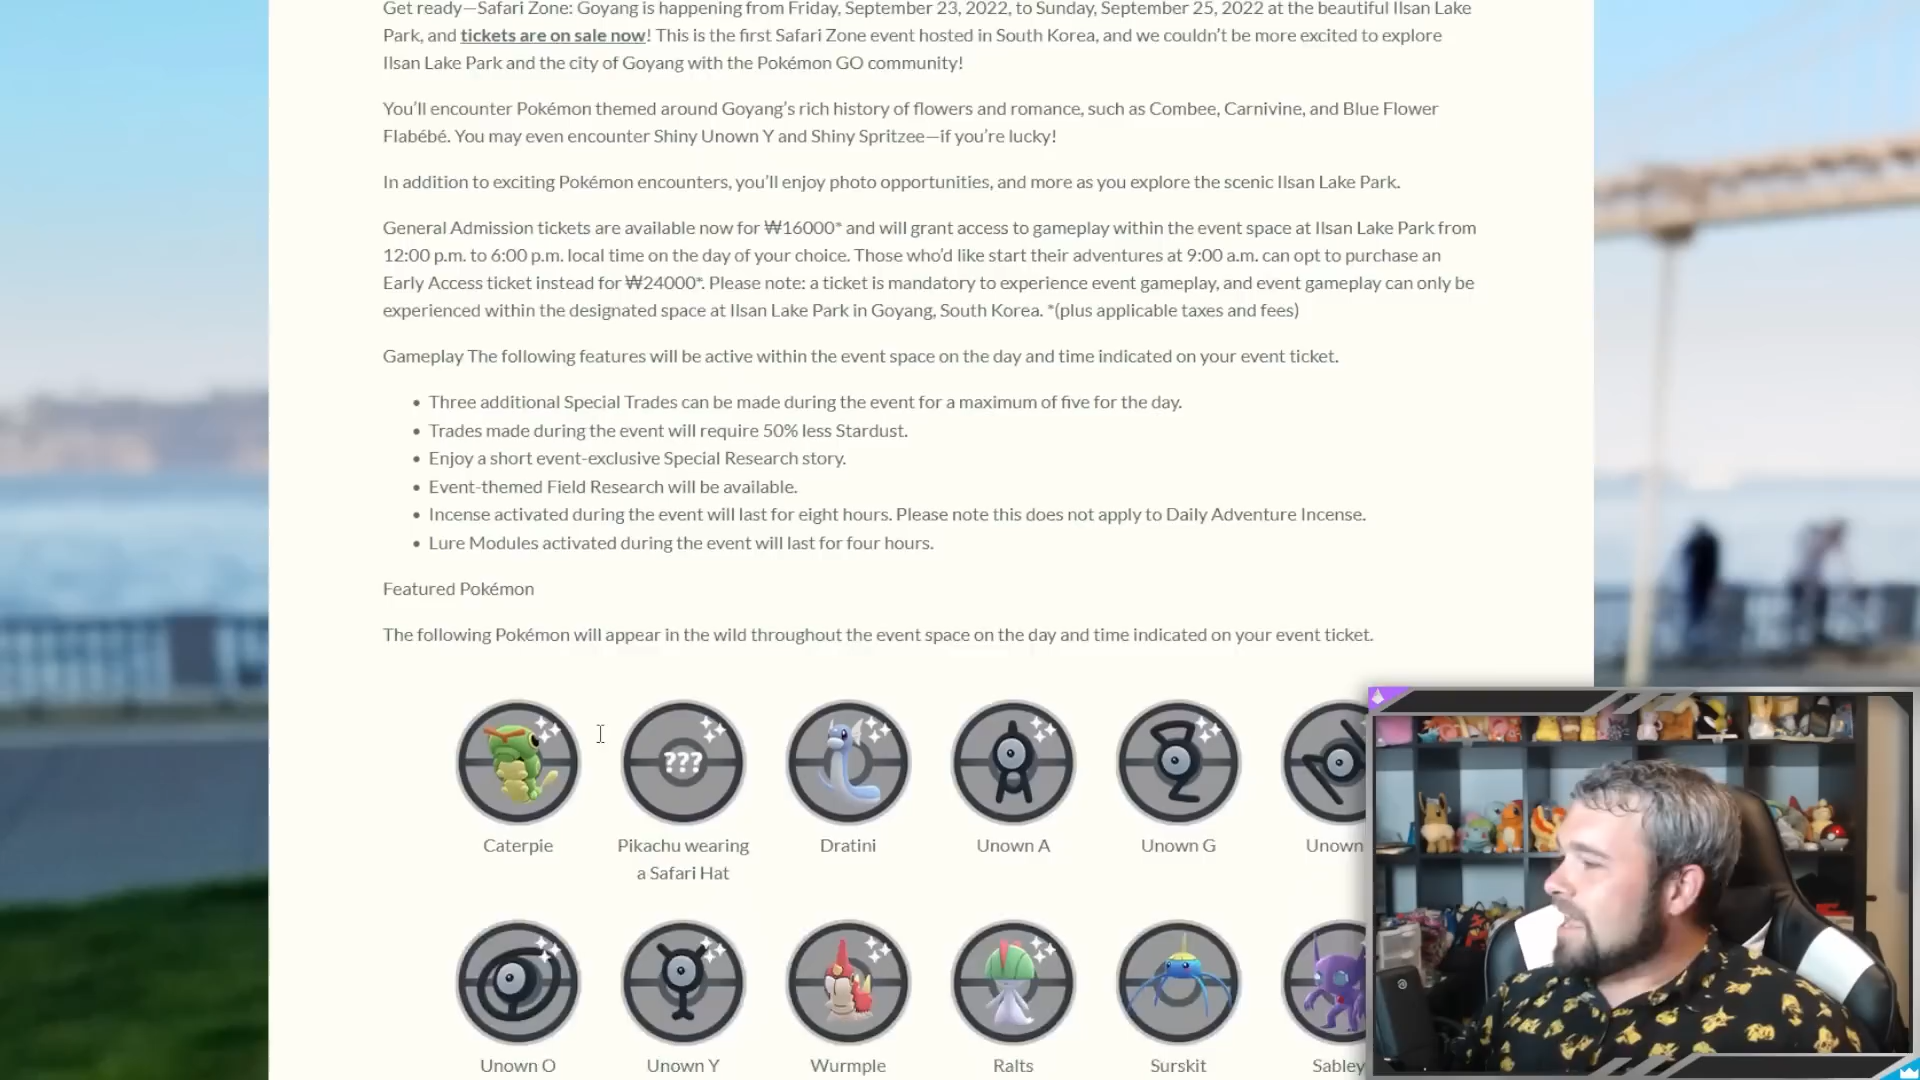 Get ready—Safari Zone: Goyang is happening from Friday, September 23, 2022, to Sunday, September 25, 2022 at the beautiful Ilsan Lake
Park, and tickets are on sale now! This is the first Safari Zone event hosted in South Korea, and we couldn’t be more excited to explore
Ilsan Lake Park and the city of Goyang with the Pokémon GO community!
You’ll encounter Pokémon themed around Goyang’s rich history of flowers and romance, such as Combee, Carnivine, and Blue Flower
Flabébé. You may even encounter Shiny Unown Y and Shiny Spritzee—if you’re lucky!
In addition to exciting Pokémon encounters, you’ll enjoy photo opportunities, and more as you explore the scenic Ilsan Lake Park.
General Admission tickets are available now for ₩16000* and will grant access to gameplay within the event space at Ilsan Lake Park from
12:00 p.m. to 6:00 p.m. local time on the day of your choice. Those who’d like start their adventures at 9:00 a.m. can opt to purchase an
Early Access ticket instead for ₩24000*. Please note: a ticket is mandatory to experience event gameplay, and event gameplay can only be
experienced within the designated space at Ilsan Lake Park in Goyang, South Korea. *(plus applicable taxes and fees)
Gameplay The following features will be active within the event space on the day and time indicated on your event ticket.
• Three additional Special Trades can be made during the event for a maximum of five for the day.
• Trades made during the event will require 50% less Stardust.
• Enjoy a short event-exclusive Special Research story.
• Event-themed Field Research will be available.
• Incense activated during the event will last for eight hours. Please note this does not apply to Daily Adventure Incense.
• Lure Modules activated during the event will last for four hours.
Featured Pokémon
The following Pokémon will appear in the wild throughout the event space on the day and time indicated on your event ticket.
???
Caterpie Pikachu wearing Dratini Unown A Unown G Unown
a Safari Hat
Unown O Unown Y Wurmple Ralts Surskit Sabley